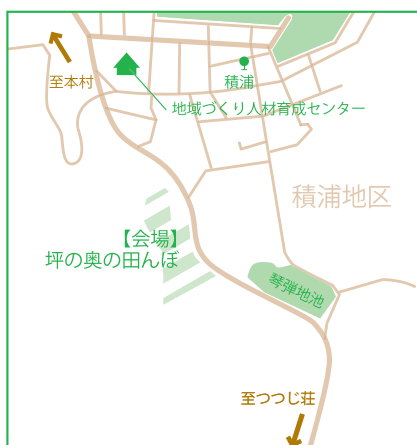 至本村
積浦
地域づくり人材育成センター
積浦地区
【会場】
坪の奥の田んぼ
琴弾地池
至つつじ荘